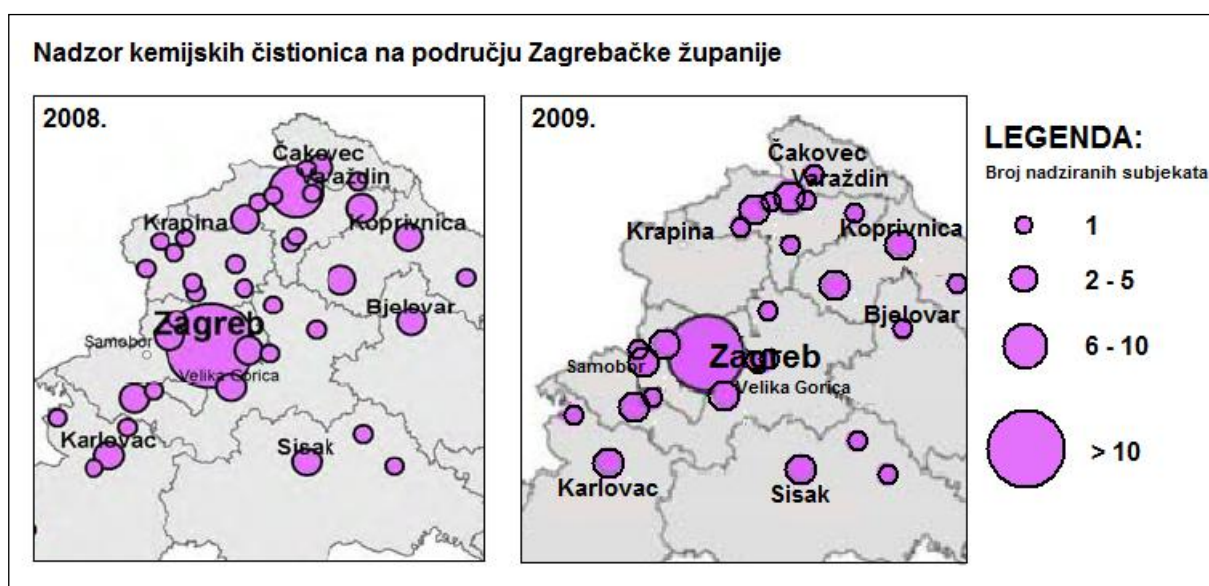 Nadzor kemijskih čistionica na području Zagrebačke županije
2008.
Čakovec
Varaždin
Krapina
Koprivnica
Bjelovar
Zagreb
Samobor
Velika Gorica
Karlovac
Sisak
2009.
Čakovec
Varaždin
Krapina
Koprivnica
Bjelovar
Zagreb
Samobor
Velika Gorica
Karlovac
Sisak
LEGENDA:
Broj nadziranih subjekata
1
2 - 5
6 - 10
> 10